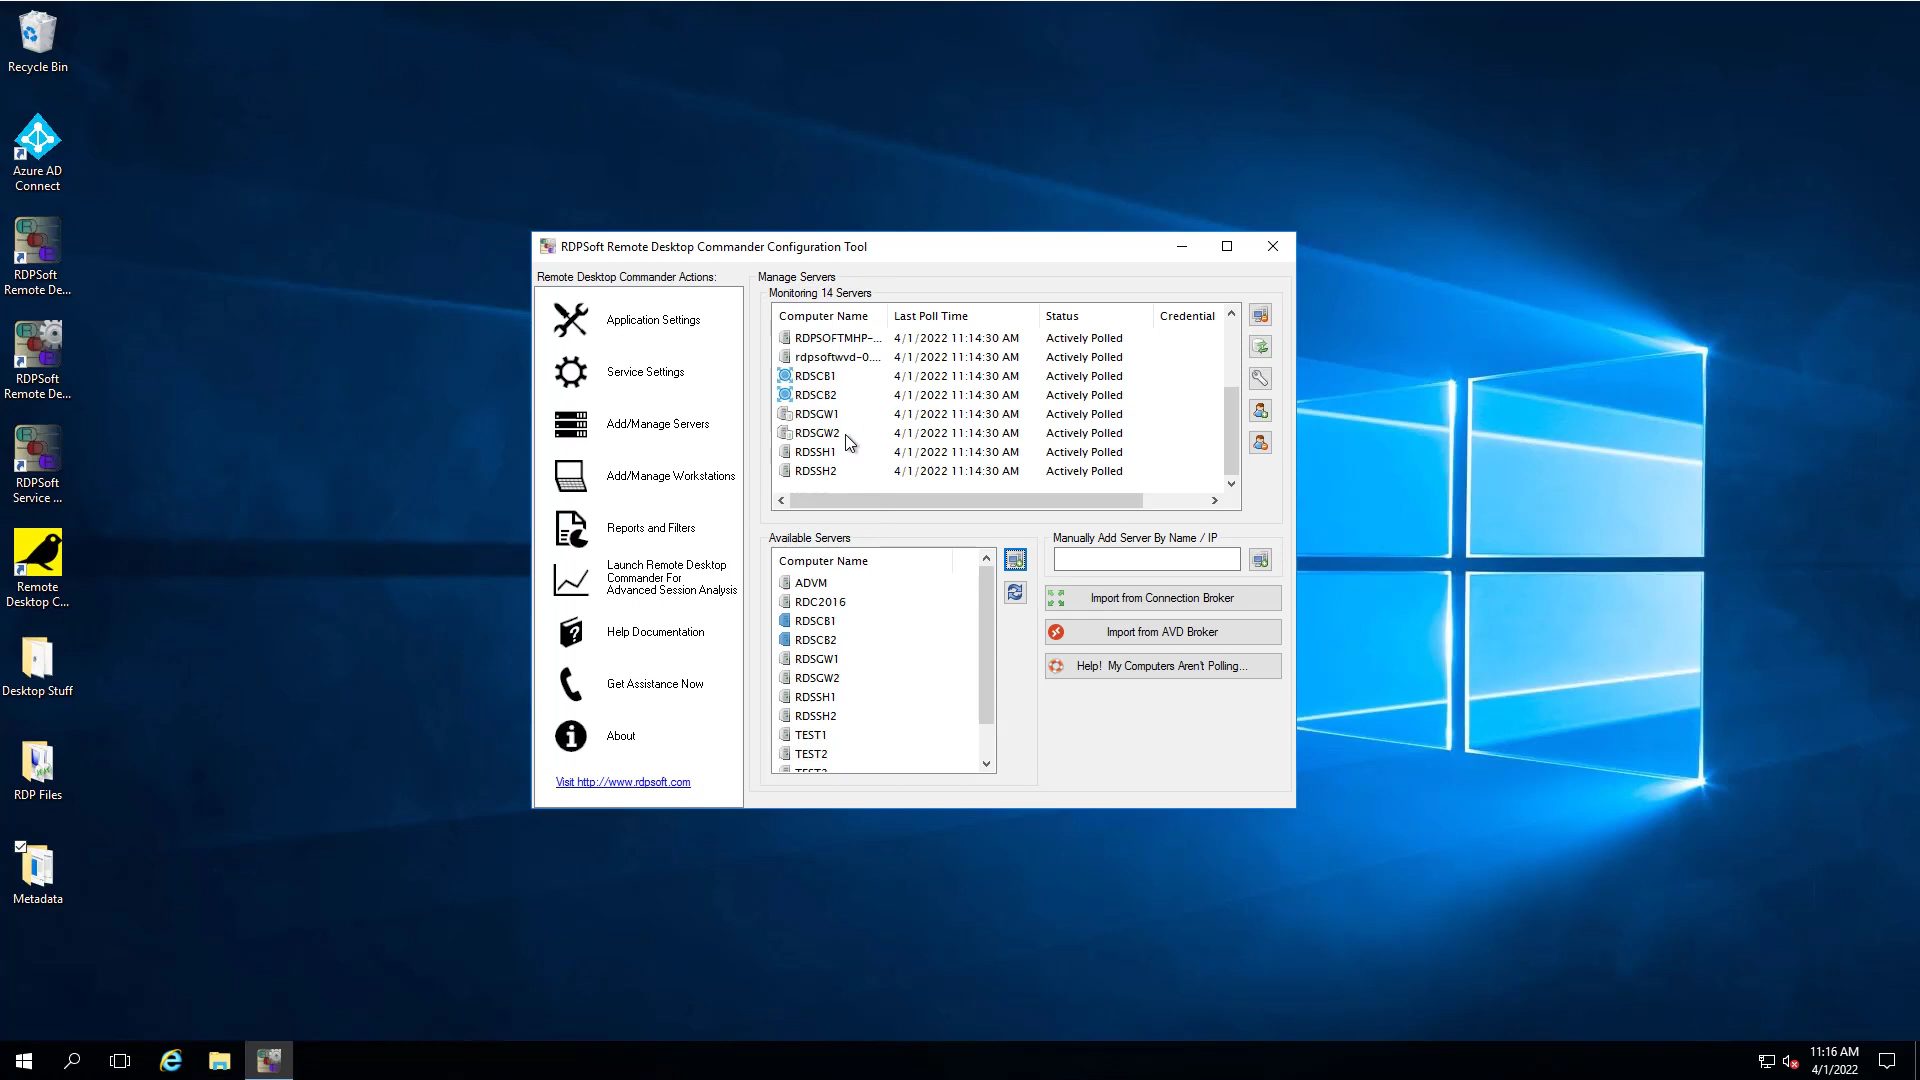 Recycle Bin
Azure AD
Connect
RDPSoft
Remote De...
RDPSoft
Remote De...
RDPSoft
Service ...
Remote
Desktop C...
Desktop Stuff
RDP Files
Metadata
RDPSoft Remote Desktop Commander Configuration Tool
Remote Desktop Commander Actions:
Application Settings
Service Settings
Add/Manage Servers
Add/Manage Workstations
Reports and Filters
Launch Remote Desktop
Commander For
Advanced Session Analysis
Help Documentation
Get Assistance Now
About
Visit http://www.rdpsoft.com
Manage Servers
Monitoring 14 Servers
Computer Name Last Poll Time Status Credential
RDPSOFTMHP-... 4/1/2022 11:14:30 AM Actively Polled
rdpsoftwvd-0.... 4/1/2022 11:14:30 AM Actively Polled
RDSCB1 4/1/2022 11:14:30 AM Actively Polled
RDSCB2 4/1/2022 11:14:30 AM Actively Polled
RDSGW1 4/1/2022 11:14:30 AM Actively Polled
RDSGW2 4/1/2022 11:14:30 AM Actively Polled
RDSSH1 4/1/2022 11:14:30 AM Actively Polled
RDSSH2 4/1/2022 11:14:30 AM Actively Polled
Available Servers
Computer Name
ADVM
RDC2016
RDSCB1
RDSCB2
RDSGW1
RDSGW2
RDSSH1
RDSSH2
TEST1
TEST2
Manually Add Server By Name / IP
Import from Connection Broker
Import from AVD Broker
Help! My Computers Aren't Polling...
11:16 AM
4/1/2022